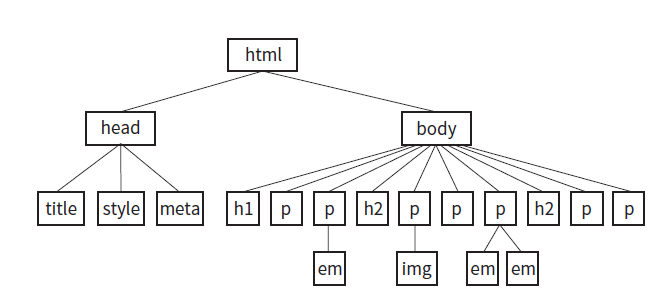 html
head body
title style meta h1 p p h2 p p p h2 p p
em img em em